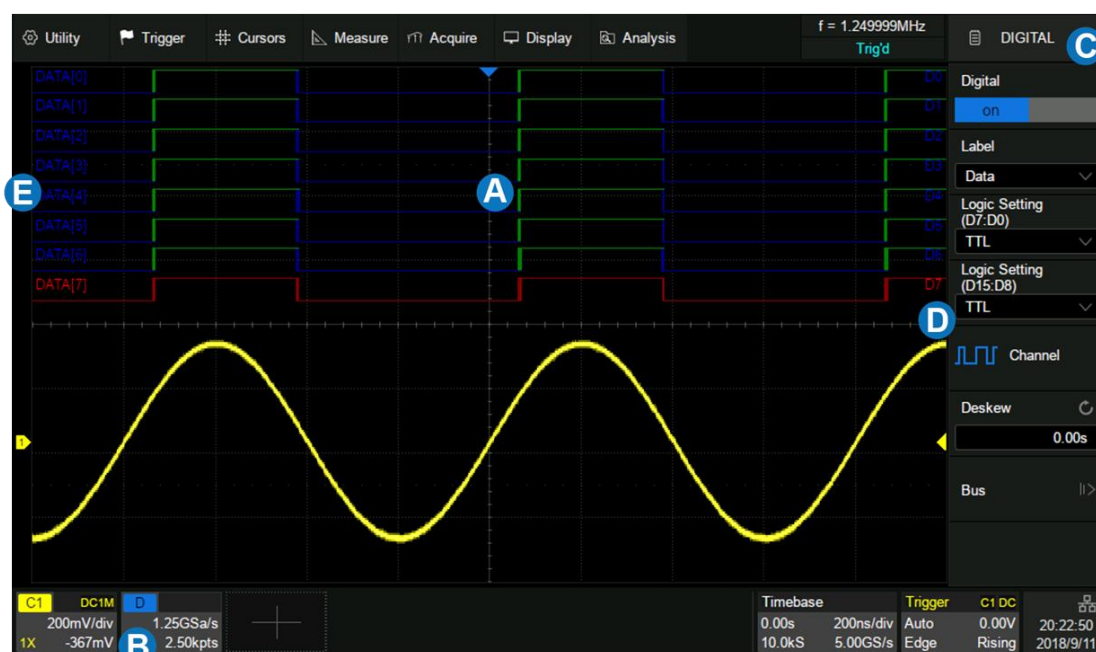 Utility Trigger Cursors Measure Acquire Display Analysis
f = 1.249999MHz
Trig'd
DIGITAL
C
DATA[0] D0
DATA[1] D1
DATA[2] D2
DATA[3] D3
DATA[4] D4
DATA[5] D5
DATA[6] D6
DATA[7] D7
E
A
Digital
on
Label
Data
Logic Setting
(D7:D0)
TTL
Logic Setting
(D15:D8)
TTL
D
Channel
Deskew
0.00s
Bus
1
C1 DC1M
200mV/div
1X -367mV
D
1.25GSa/s
2.50kpts
B
Timebase
0.00s 200ns/div
10.0kS 5.00GS/s
Trigger C1 DC
Auto 0.00V
Edge Rising
20:22:50
2018/9/11